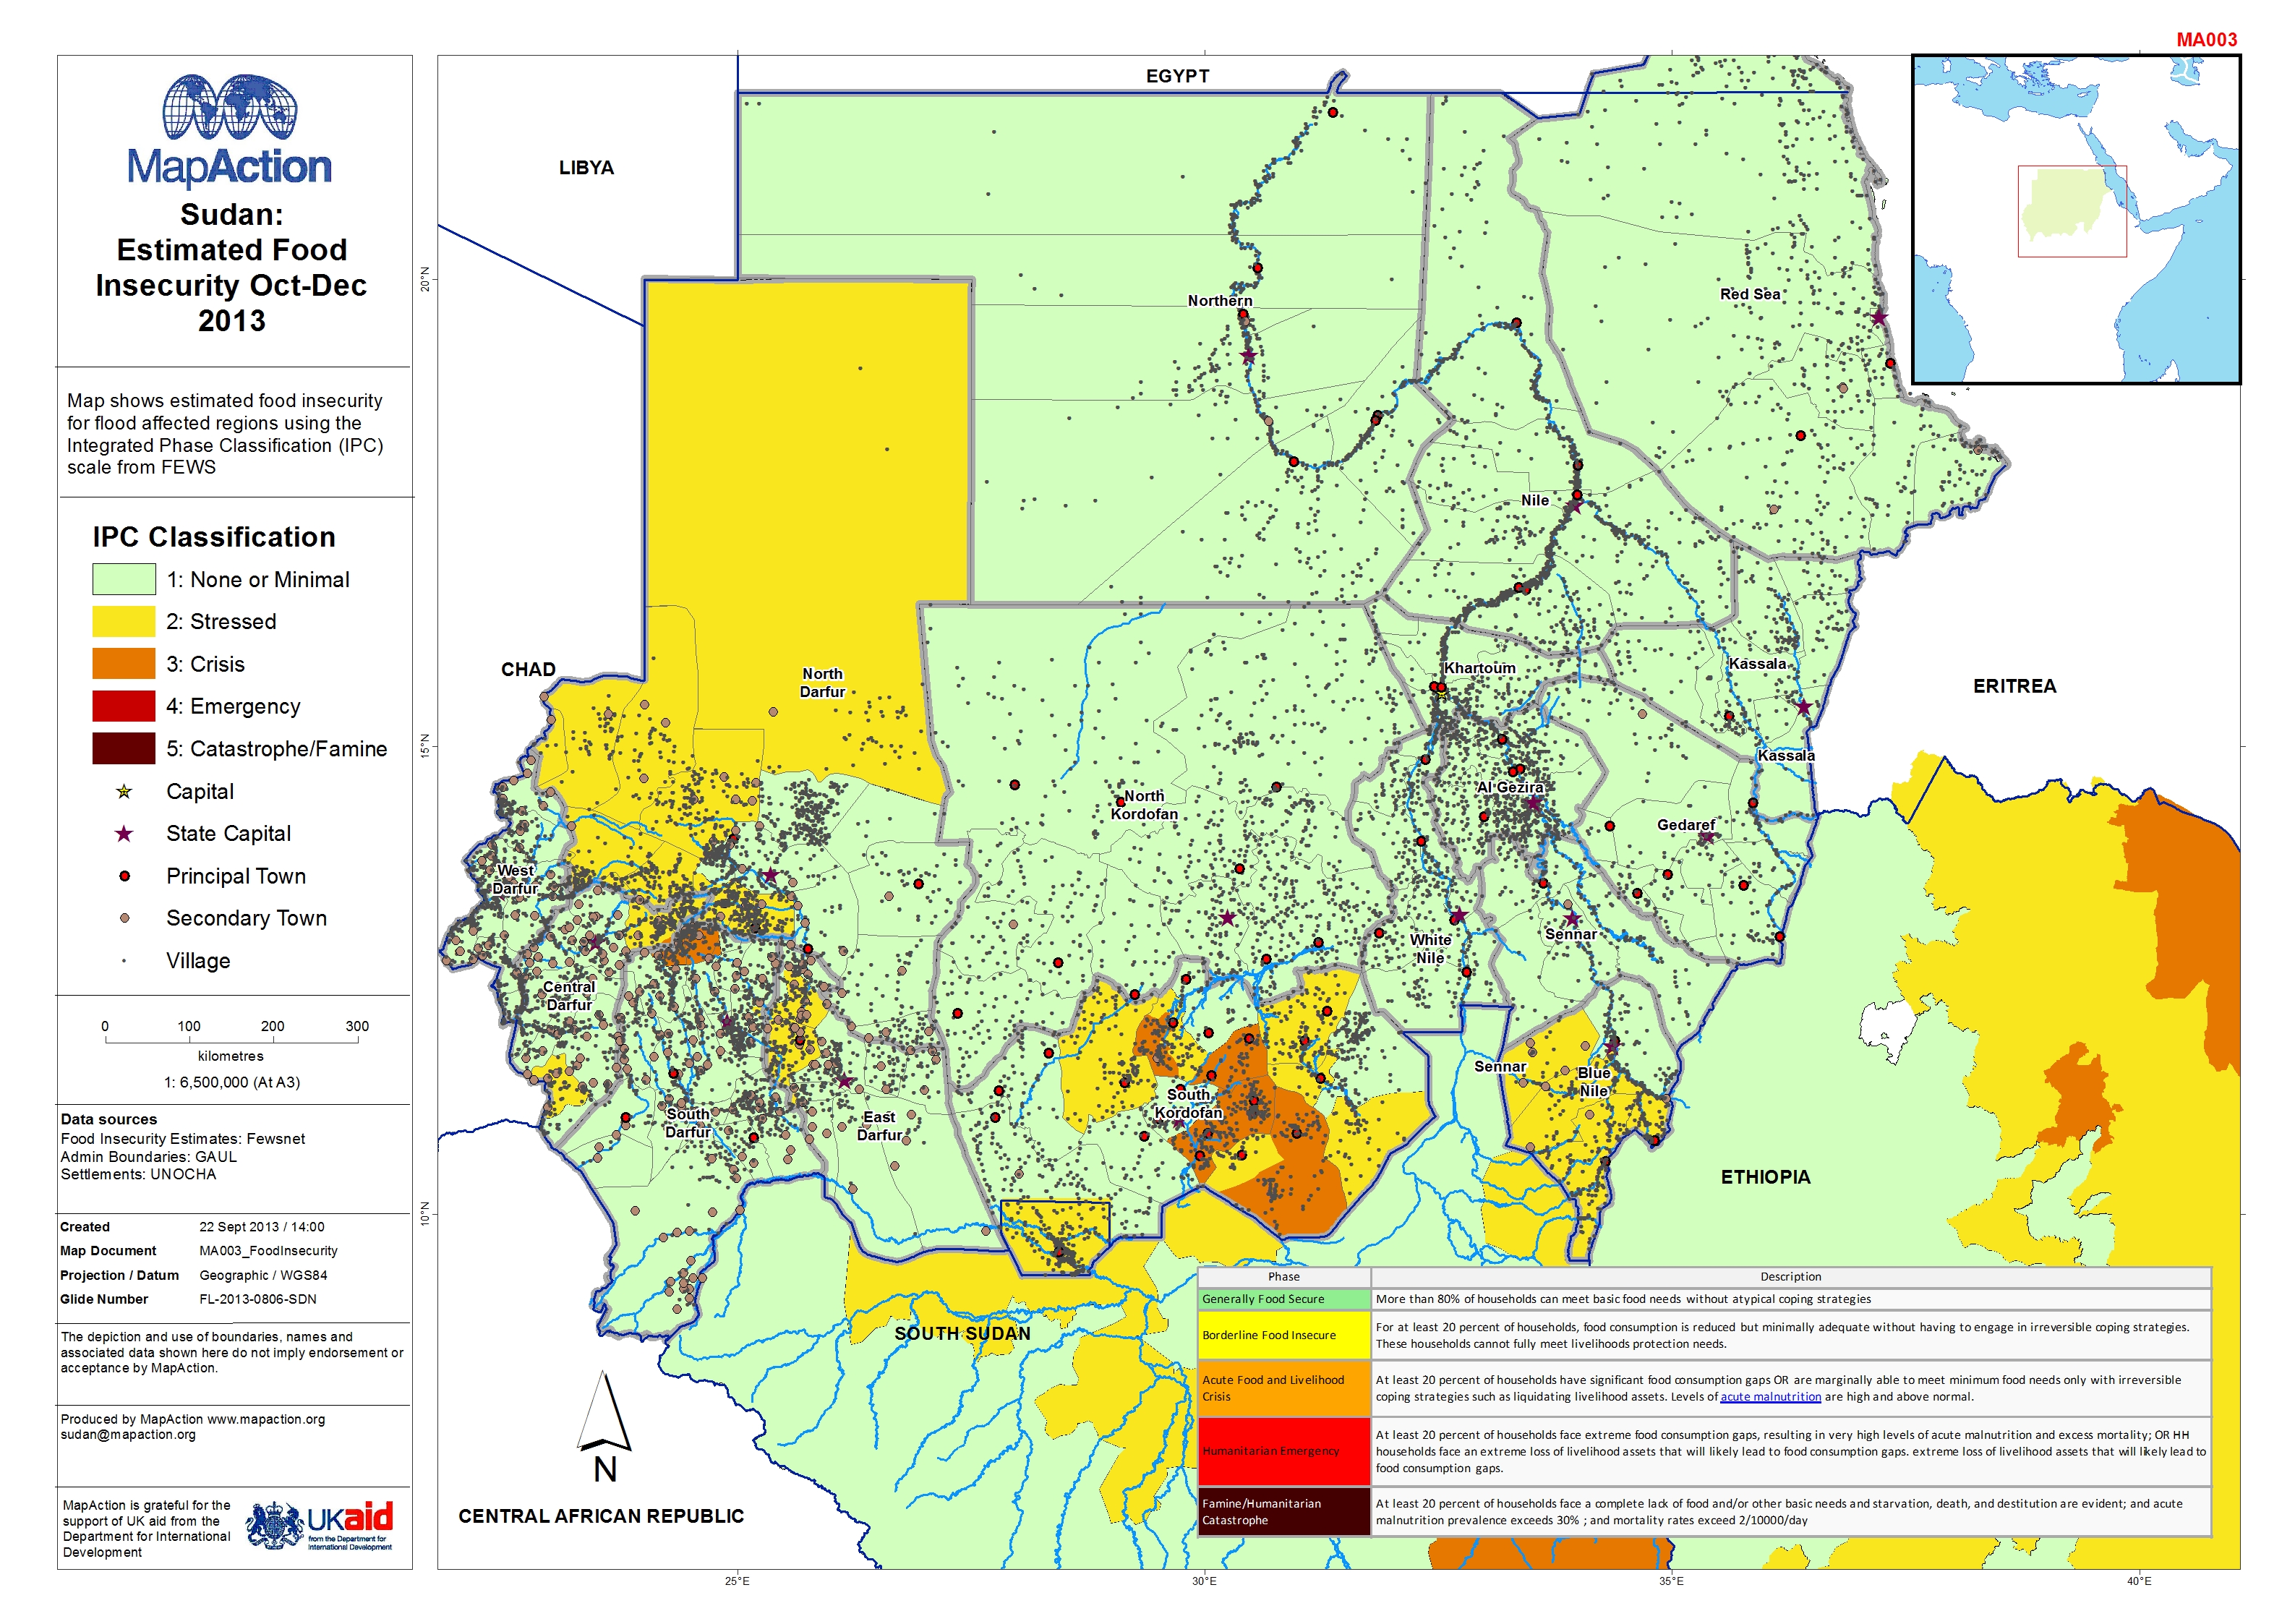 MA003
MapAction
Sudan:
Estimated Food
Insecurity Oct-Dec
2013
Map shows estimated food insecurity
for flood affected regions using the
Integrated Phase Classification (IPC)
scale from FEWS
IPC Classification
1: None or Minimal
2: Stressed
3: Crisis
4: Emergency
5: Catastrophe/Famine
Capital
State Capital
Principal Town
Secondary Town
Village
0 100 200 300
kilometres
1: 6,500,000 (At A3)
Data sources
Food Insecurity Estimates: Fewsnet
Admin Boundaries: GAUL
Settlements: UNOCHA
Created 22 Sept 2013 / 14:00
Map Document MA003_FoodInsecurity
Projection / Datum Geographic / WGS84
Glide Number FL-2013-0806-SDN
The depiction and use of boundaries, names and
associated data shown here do not imply endorsement or
acceptance by MapAction.
Produced by MapAction www.mapaction.org
sudan@mapaction.org
MapAction is grateful for the
support of UK aid from the
Department for International
Development
UKaid
from the Department for
International Development
EGYPT
LIBYA
20°N
Northern
Red Sea
Nile
CHAD
North
Darfur
Khartoum
Kassala
ERITREA
15°N
Kassala
North
Kordofan
Al Gezira
Gedaref
West
Darfur
White
Nile
Sennar
Central
Darfur
Sennar
Blue
Nile
South
Kordofan
South
Darfur
East
Darfur
ETHIOPIA
10°N
SOUTH SUDAN
N
CENTRAL AFRICAN REPUBLIC
25°E 30°E 35°E 40°E
Phase Description
Generally Food Secure More than 80% of households can meet basic food needs without atypical coping strategies
Borderline Food Insecure For at least 20 percent of households, food consumption is reduced but minimally adequate without having to engage in irreversible coping strategies.
These households cannot fully meet livelihoods protection needs.
Acute Food and Livelihood
Crisis
At least 20 percent of households have significant food consumption gaps OR are marginally able to meet minimum food needs only with irreversible
coping strategies such as liquidating livelihood assets. Levels of acute malnutrition are high and above normal.
Humanitarian Emergency
At least 20 percent of households face extreme food consumption gaps, resulting in very high levels of acute malnutrition and excess mortality; OR HH
households face an extreme loss of livelihood assets that will likely lead to food consumption gaps. extreme loss of livelihood assets that will likely lead to
food consumption gaps.
Famine/Humanitarian
Catastrophe
At least 20 percent of households face a complete lack of food and/or other basic needs and starvation, death, and destitution are evident; and acute
malnutrition prevalence exceeds 30% ; and mortality rates exceed 2/10000/day